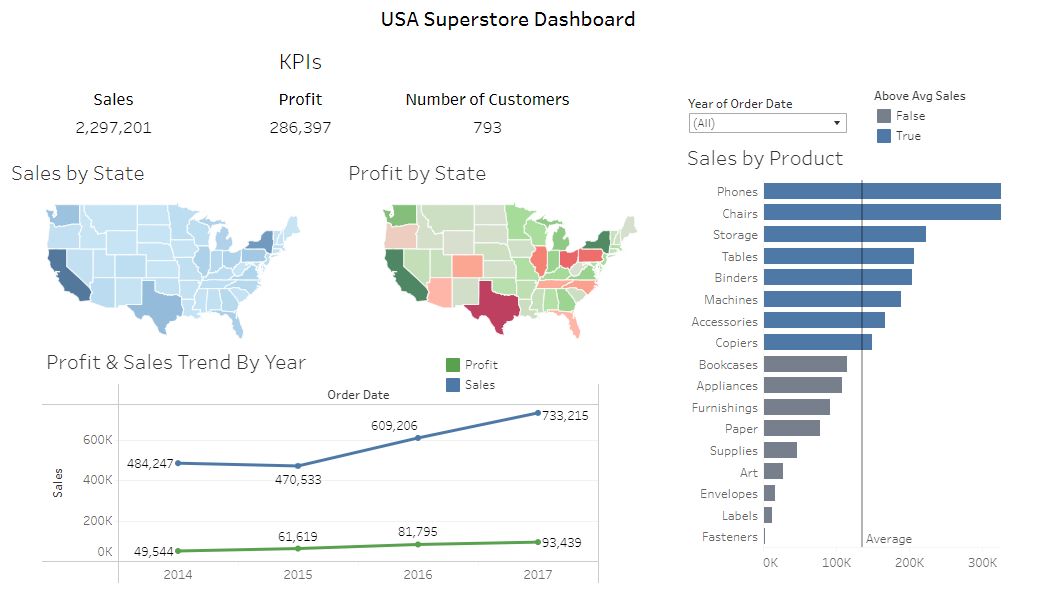 USA Superstore Dashboard
KPIs
Sales Profit Number of Customers
2,297,201 286,397 793
Year of Order Date
(All)
Above Avg Sales
False
True
Sales by State
Profit by State
Sales by Product
Phones
Chairs
Storage
Tables
Binders
Machines
Accessories
Copiers
Bookcases
Appliances
Furnishings
Paper
Supplies
Art
Envelopes
Labels
Fasteners
Average
0K 100K 200K 300K
Profit & Sales Trend By Year
Profit
Sales
Order Date
Sales
600K
400K
200K
0K
484,247
470,533
609,206
733,215
49,544
61,619
81,795
93,439
2014 2015 2016 2017